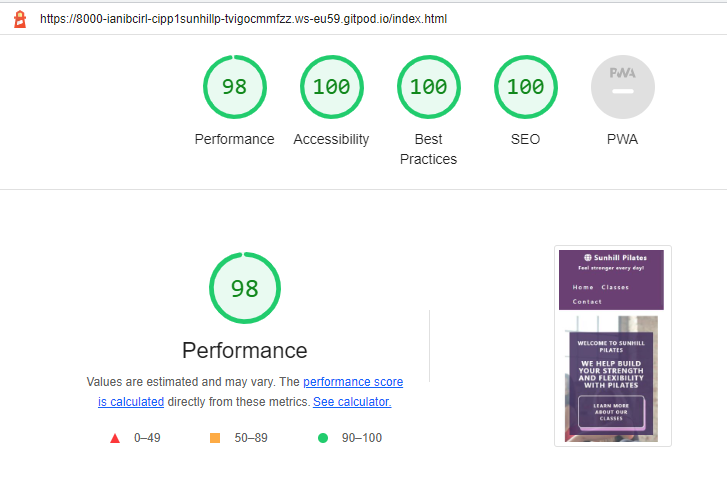 https://8000-ianibcirl-cipp1sunhillp-tvigocmmfzz.ws-eu59.gitpod.io/index.html
98
100
100
100
PWA
Performance
Accessibility
Best
Practices
SEO
PWA
98
Performance
Values are estimated and may vary. The performance score
is calculated directly from these metrics. See calculator.
0–49
50–89
90–100
Sunhill Pilates
Feel stronger every day!
Home Classes
Contact
WELCOME TO SUNHILL
PILATES
WE HELP BUILD
YOUR STRENGTH
AND FLEXIBILITY
WITH PILATES
LEARN MORE
ABOUT OUR
CLASSES